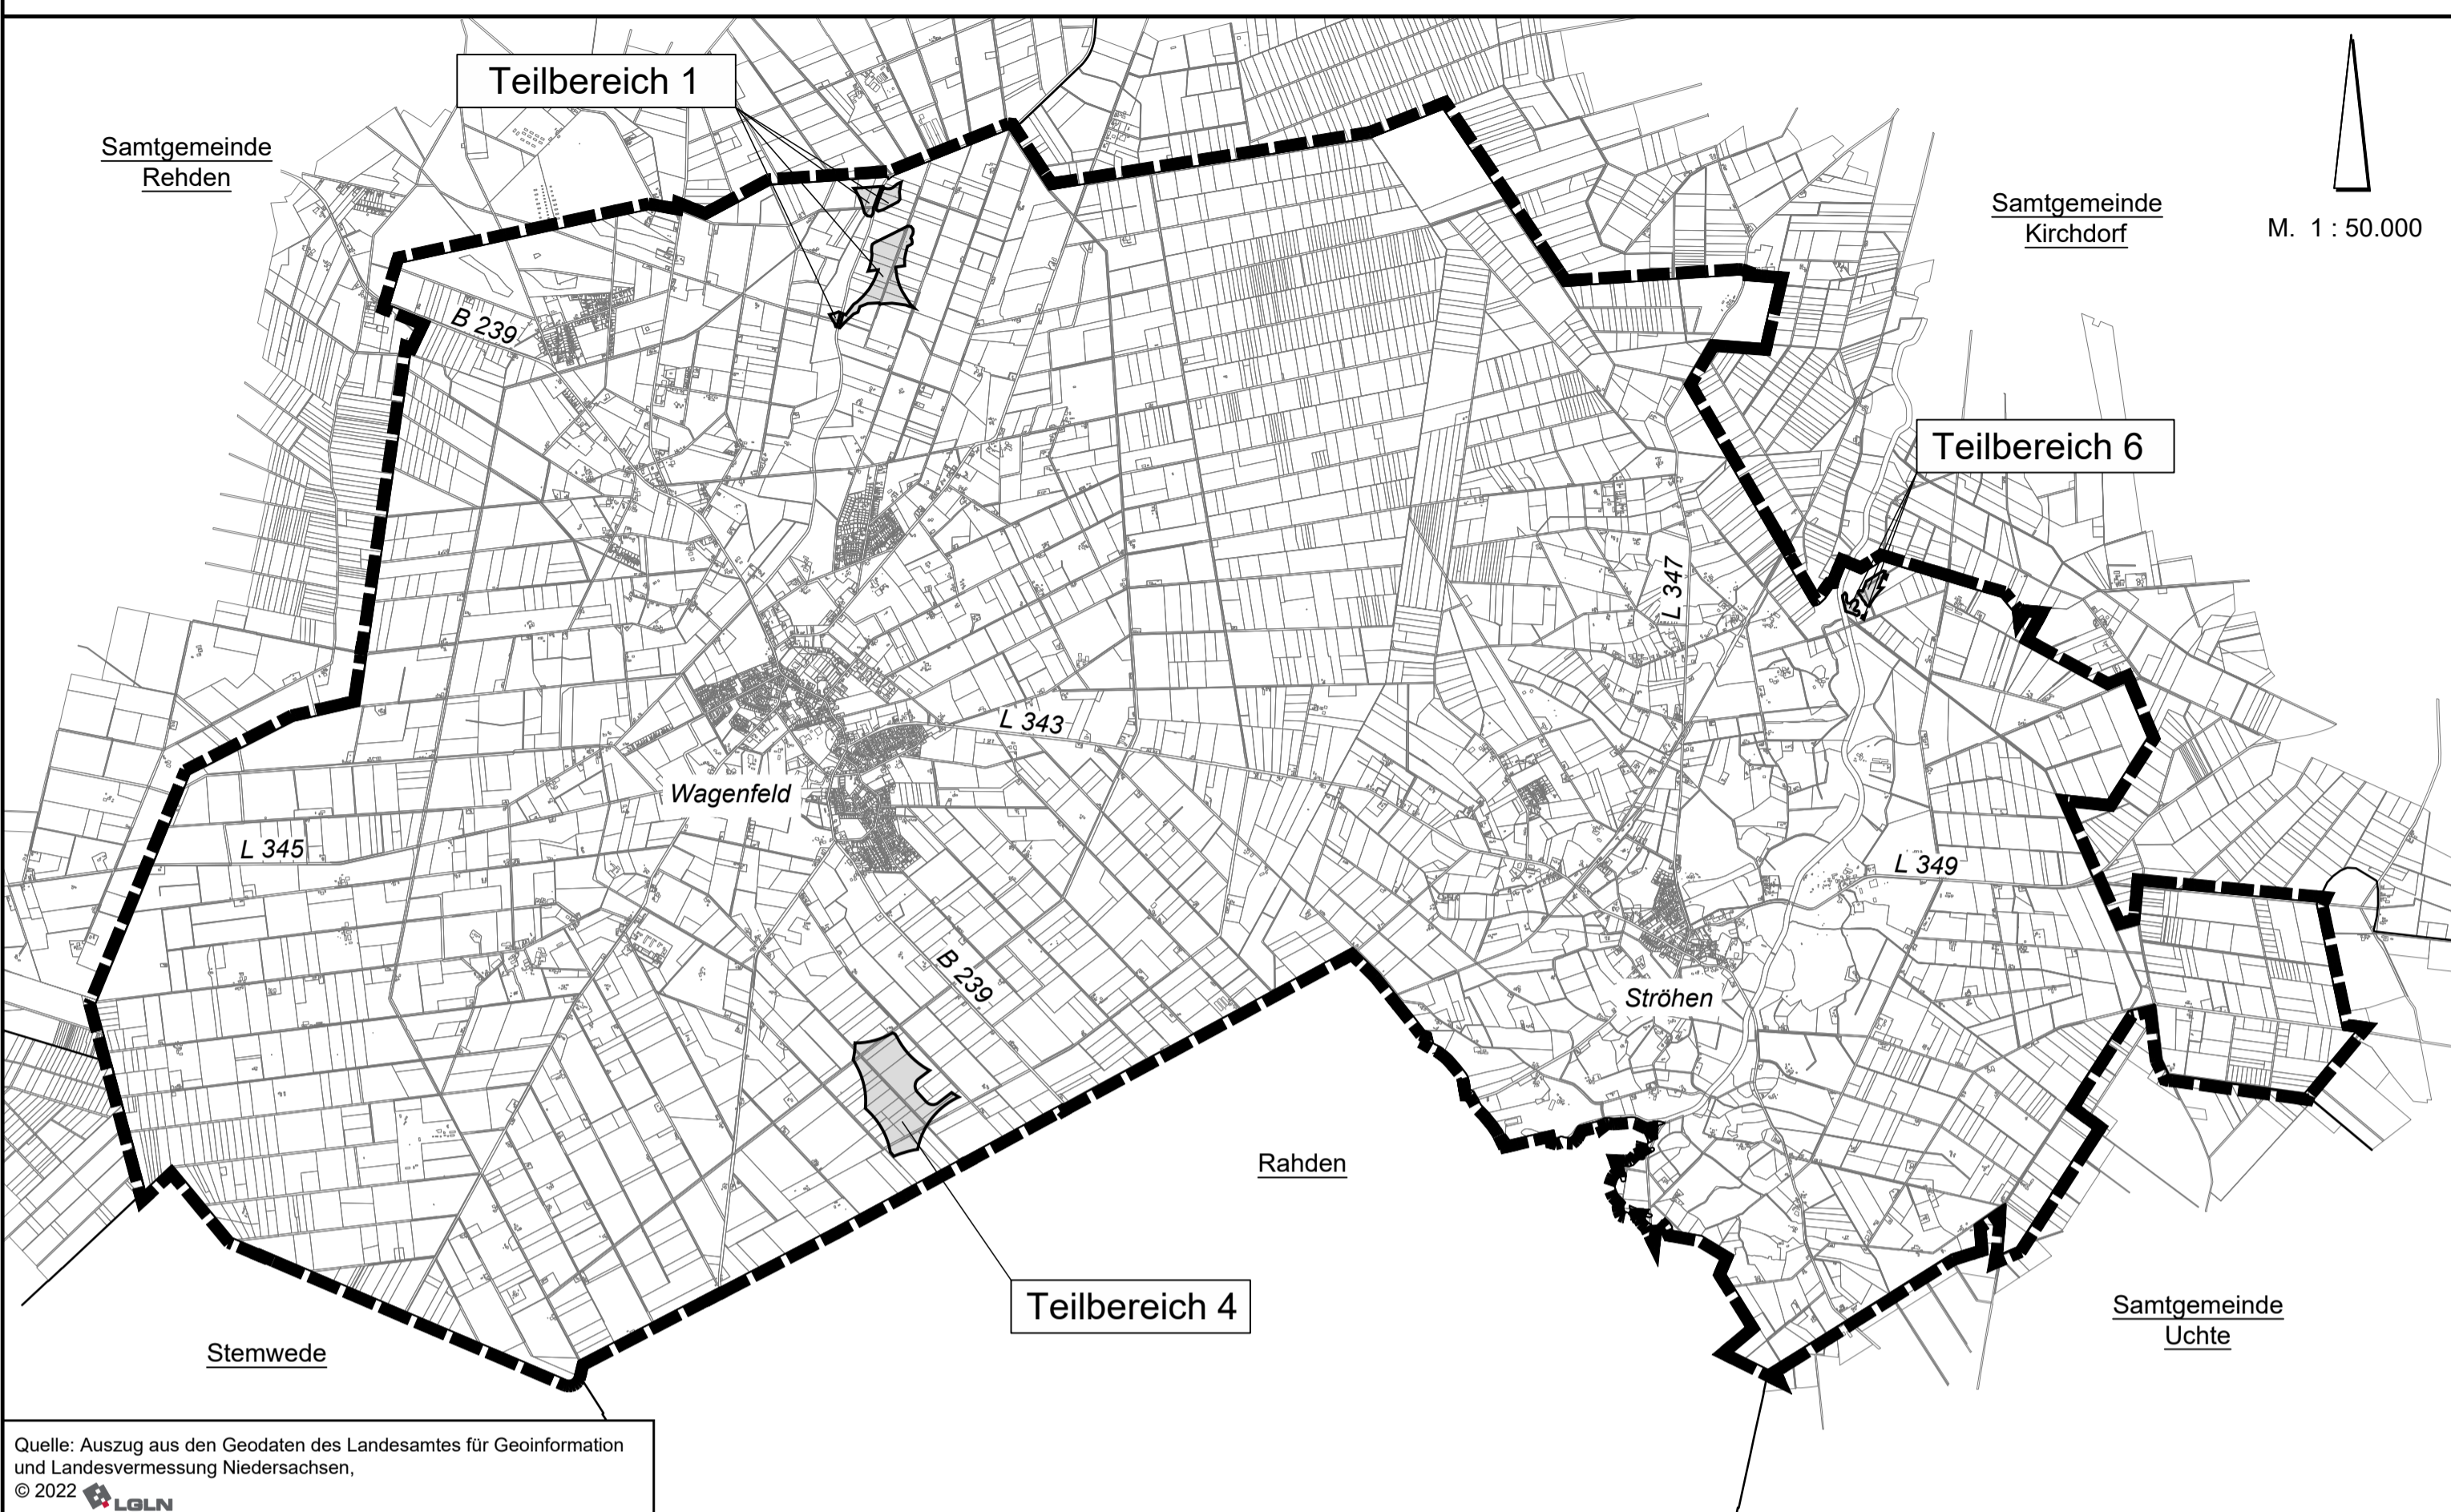 Teilbereich 1
Samtgemeinde
Rehden
Samtgemeinde
Kirchdorf
M. 1 : 50.000
B 239
Teilbereich 6
L 347
L 343
Wagenfeld
L 345
L 349
B 239
Ströhen
Rahden
Teilbereich 4
Samtgemeinde
Uchte
Stemwede
Quelle: Auszug aus den Geodaten des Landesamtes für Geoinformation
und Landesvermessung Niedersachsen,
© 2022 LGLN